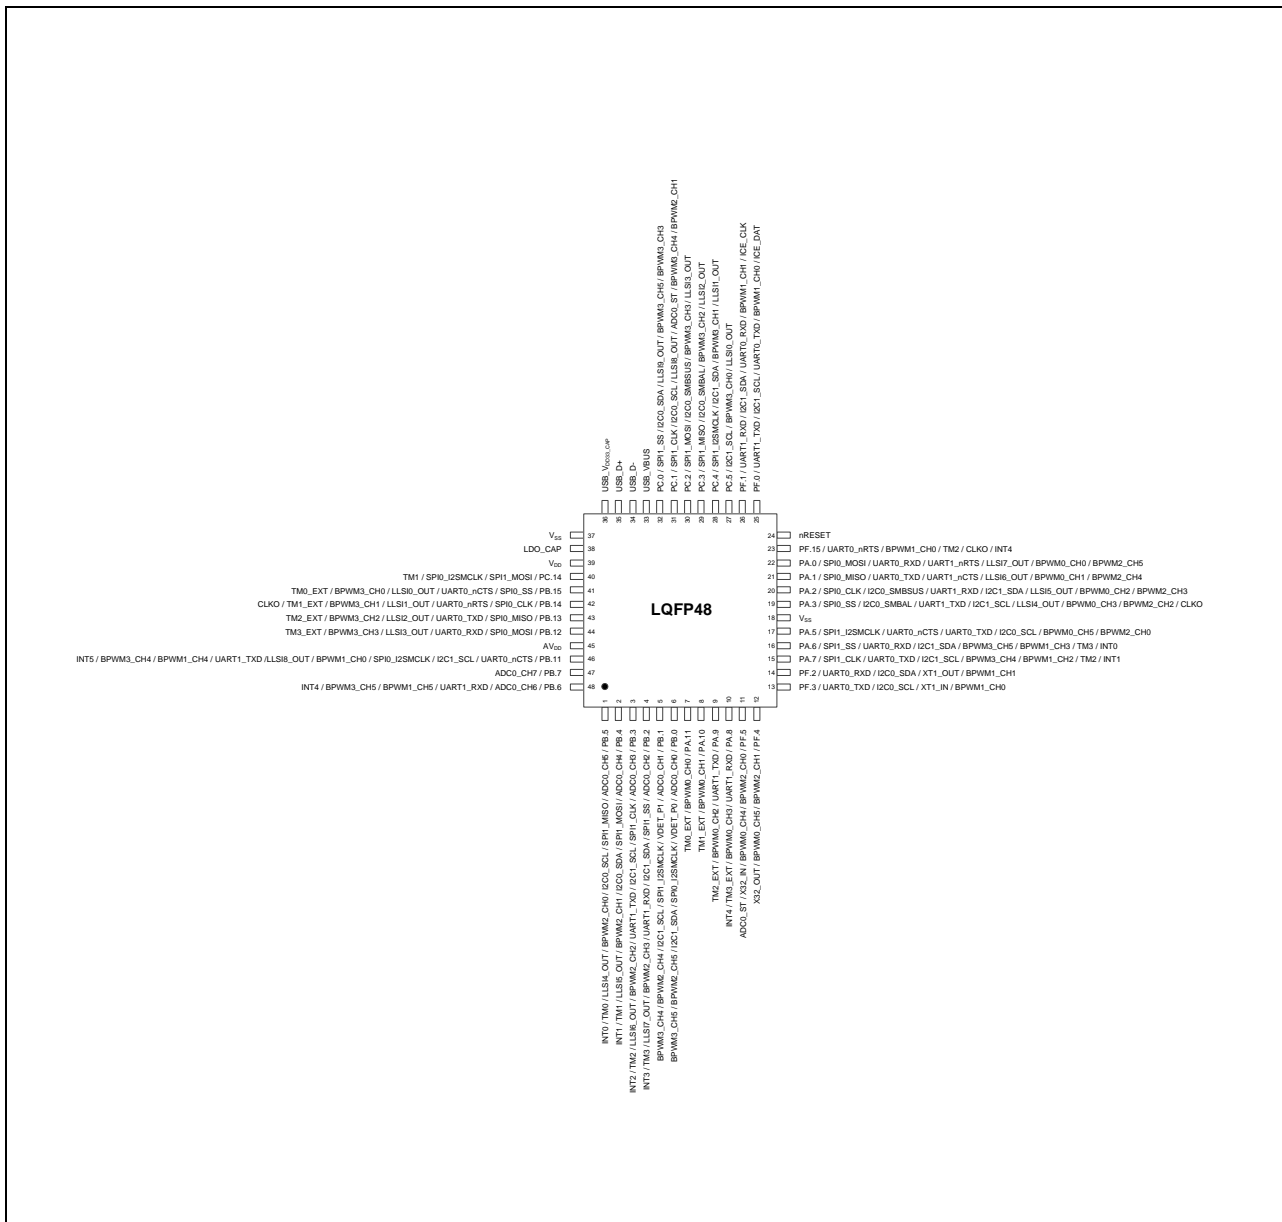 USB_VDD33_CAP
USB_D+
USB_D-
USB_VBUS
PC.0 / SPI1_SS / I2C0_SDA / LLSI9_OUT / BPWM3_CH5 / BPWM3_CH3
PC.1 / SPI1_CLK / I2C0_SCL / LLSI8_OUT / ADC0_ST / BPWM3_CH4 / BPWM2_CH1
PC.2 / SPI1_MOSI / I2C0_SMBSUS / BPWM3_CH3 / LLSI3_OUT
PC.3 / SPI1_MISO / I2C0_SMBAL / BPWM3_CH2 / LLSI2_OUT
PC.4 / SPI1_I2SMCLK / I2C1_SDA / BPWM3_CH1 / LLSI1_OUT
PC.5 / I2C1_SCL / BPWM3_CH0 / LLSI0_OUT
PF.1 / UART1_RXD / I2C1_SDA / UART0_RXD / BPWM1_CH1 / ICE_CLK
PF.0 / UART1_TXD / I2C1_SCL / UART0_TXD / BPWM1_CH0 / ICE_DAT
36 35 34 33 32 31 30 29 28 27 26 25
VSS 37
LDO_CAP 38
VDD 39
TM1 / SPI0_I2SMCLK / SPI1_MOSI / PC.14 40
TM0_EXT / BPWM3_CH0 / LLSI0_OUT / UART0_nCTS / SPI0_SS / PB.15 41
CLKO / TM1_EXT / BPWM3_CH1 / LLSI1_OUT / UART0_nRTS / SPI0_CLK / PB.14 42
TM2_EXT / BPWM3_CH2 / LLSI2_OUT / UART0_TXD / SPI0_MISO / PB.13 43
TM3_EXT / BPWM3_CH3 / LLSI3_OUT / UART0_RXD / SPI0_MOSI / PB.12 44
AVDD 45
INT5 / BPWM3_CH4 / BPWM1_CH4 / UART1_TXD /LLSI8_OUT / BPWM1_CH0 / SPI0_I2SMCLK / I2C1_SCL / UART0_nCTS / PB.11 46
ADC0_CH7 / PB.7 47
INT4 / BPWM3_CH5 / BPWM1_CH5 / UART1_RXD / ADC0_CH6 / PB.6 48
LQFP48
24 nRESET
23 PF.15 / UART0_nRTS / BPWM1_CH0 / TM2 / CLKO / INT4
22 PA.0 / SPI0_MOSI / UART0_RXD / UART1_nRTS / LLSI7_OUT / BPWM0_CH0 / BPWM2_CH5
21 PA.1 / SPI0_MISO / UART0_TXD / UART1_nCTS / LLSI6_OUT / BPWM0_CH1 / BPWM2_CH4
20 PA.2 / SPI0_CLK / I2C0_SMBSUS / UART1_RXD / I2C1_SDA / LLSI5_OUT / BPWM0_CH2 / BPWM2_CH3
19 PA.3 / SPI0_SS / I2C0_SMBAL / UART1_TXD / I2C1_SCL / LLSI4_OUT / BPWM0_CH3 / BPWM2_CH2 / CLKO
18 VSS
17 PA.5 / SPI1_I2SMCLK / UART0_nCTS / UART0_TXD / I2C0_SCL / BPWM0_CH5 / BPWM2_CH0
16 PA.6 / SPI1_SS / UART0_RXD / I2C1_SDA / BPWM3_CH5 / BPWM1_CH3 / TM3 / INT0
15 PA.7 / SPI1_CLK / UART0_TXD / I2C1_SCL / BPWM3_CH4 / BPWM1_CH2 / TM2 / INT1
14 PF.2 / UART0_RXD / I2C0_SDA / XT1_OUT / BPWM1_CH1
13 PF.3 / UART0_TXD / I2C0_SCL / XT1_IN / BPWM1_CH0
1 2 3 4 5 6 7 8 9 10 11 12
INT0 / TM0 / LLSI4_OUT / BPWM2_CH0 / I2C0_SCL / SPI1_MISO / ADC0_CH5 / PB.5
INT1 / TM1 / LLSI5_OUT / BPWM2_CH1 / I2C0_SDA / SPI1_MOSI / ADC0_CH4 / PB.4
INT2 / TM2 / LLSI6_OUT / BPWM2_CH2 / UART1_TXD / I2C1_SCL / SPI1_CLK / ADC0_CH3 / PB.3
INT3 / TM3 / LLSI7_OUT / BPWM2_CH3 / UART1_RXD / I2C1_SDA / SPI1_SS / ADC0_CH2 / PB.2
BPWM3_CH4 / BPWM2_CH4 / I2C1_SCL / SPI1_I2SMCLK / VDET_P1 / ADC0_CH1 / PB.1
BPWM3_CH5 / BPWM2_CH5 / I2C1_SDA / SPI0_I2SMCLK / VDET_P0 / ADC0_CH0 / PB.0
TM0_EXT / BPWM0_CH0 / PA.11
TM1_EXT / BPWM0_CH1 / PA.10
TM2_EXT / BPWM0_CH2 / UART1_TXD / PA.9
INT4 / TM3_EXT / BPWM0_CH3 / UART1_RXD / PA.8
ADC0_ST / X32_IN / BPWM0_CH4 / BPWM2_CH0 / PF.5
X32_OUT / BPWM0_CH5 / BPWM2_CH1 / PF.4